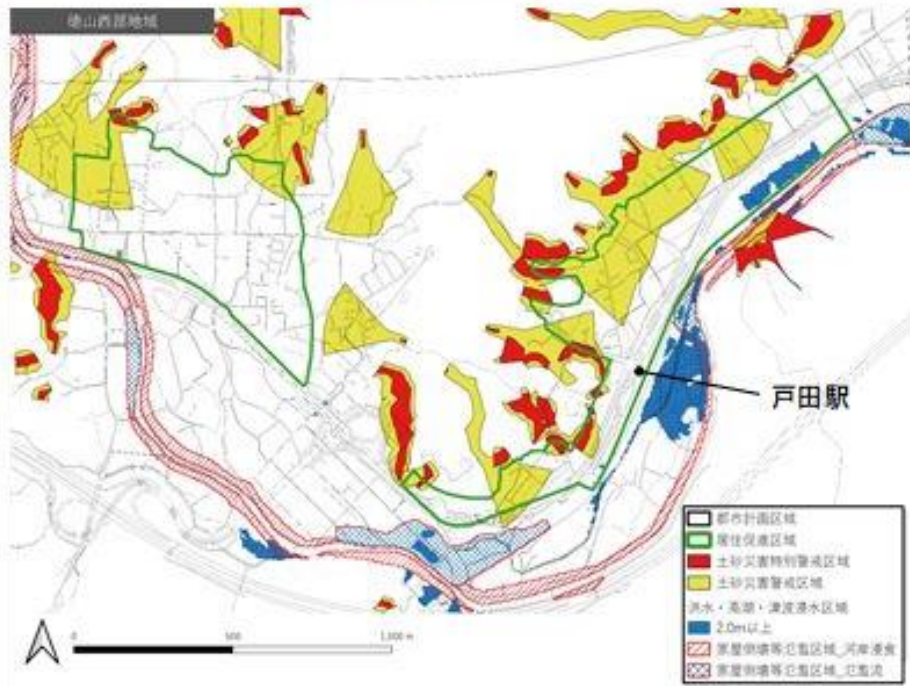 徳山西部地域
戸田駅
都市計画区域
居住促進区域
土砂災害特別警戒区域
土砂災害警戒区域
洪水・高潮・津波浸水区域
2.0m以上
家屋倒壊等氾濫区域_河岸浸食
家屋倒壊等氾濫区域_氾濫流
0
500
1,000 m